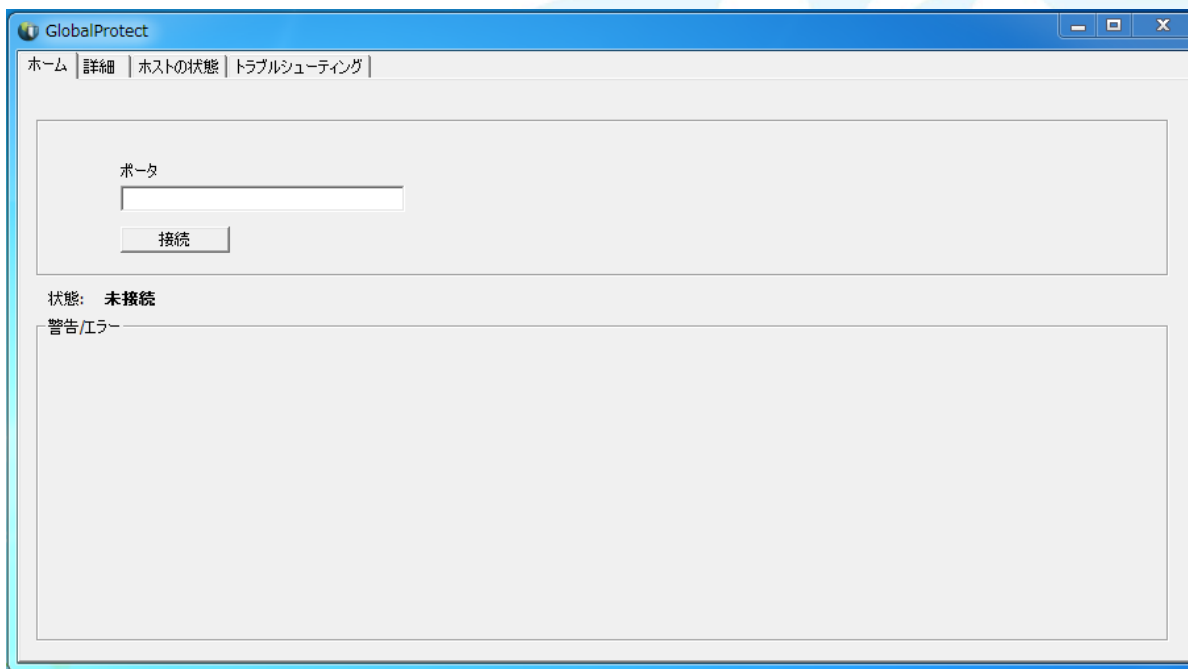 GlobalProtect
ホーム 詳細 ホストの状態 トラブルシューティング
ポータ
接続
状態: 未接続
警告/エラー